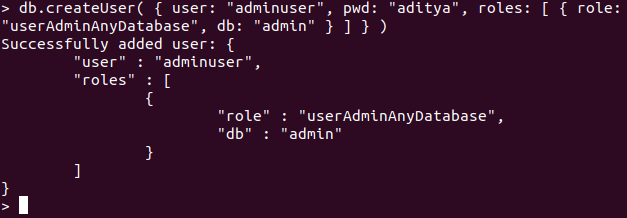 > db.createUser( { user: "adminuser", pwd: "aditya", roles: [ { role:
"userAdminAnyDatabase", db: "admin" } ] } )
Successfully added user: {
"user" : "adminuser",
"roles" : [
{
"role" : "userAdminAnyDatabase",
"db" : "admin"
}
]
}
>